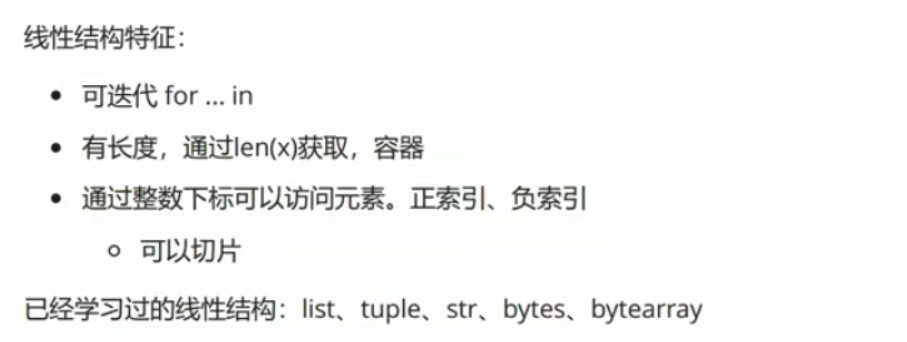 线性结构特征：
• 可迭代 for ... in
• 有长度，通过len(x)获取，容器
• 通过整数下标可以访问元素。正索引、负索引
○ 可以切片
已经学习过的线性结构：list、tuple、str、bytes、bytearray